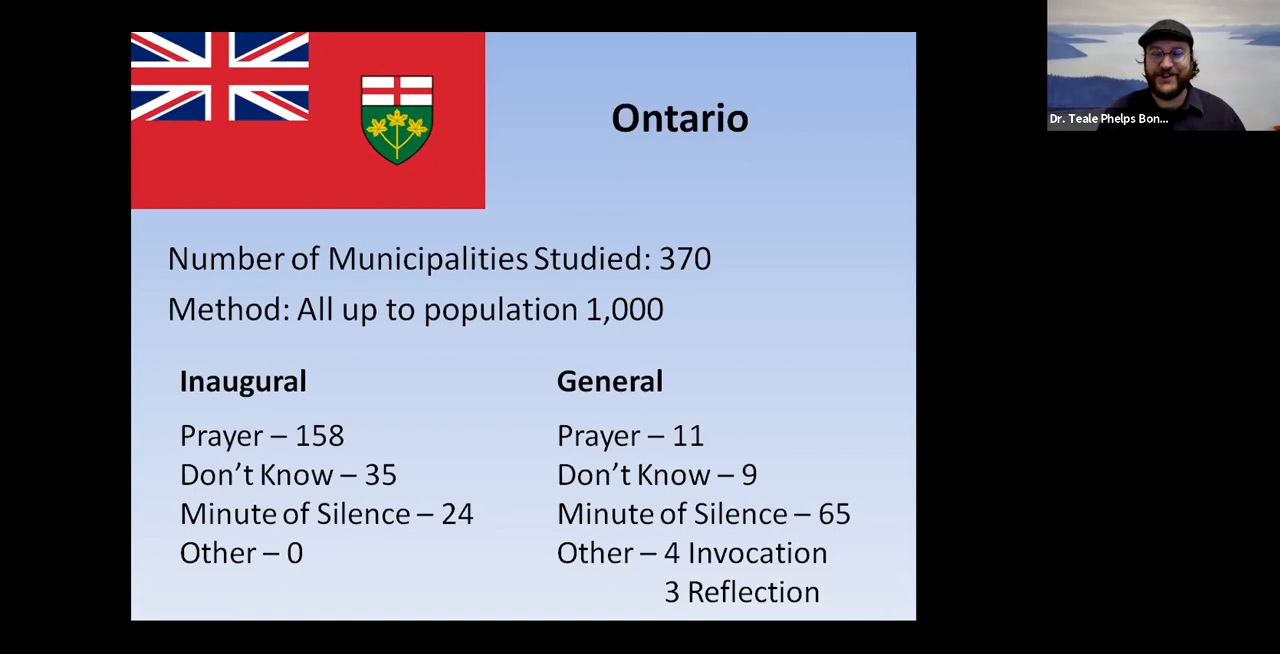 Ontario
Number of Municipalities Studied: 370
Method: All up to population 1,000
Inaugural
Prayer – 158
Don't Know – 35
Minute of Silence – 24
Other – 0
General
Prayer – 11
Don't Know – 9
Minute of Silence – 65
Other – 4 Invocation
3 Reflection
Dr. Teale Phelps Bon...